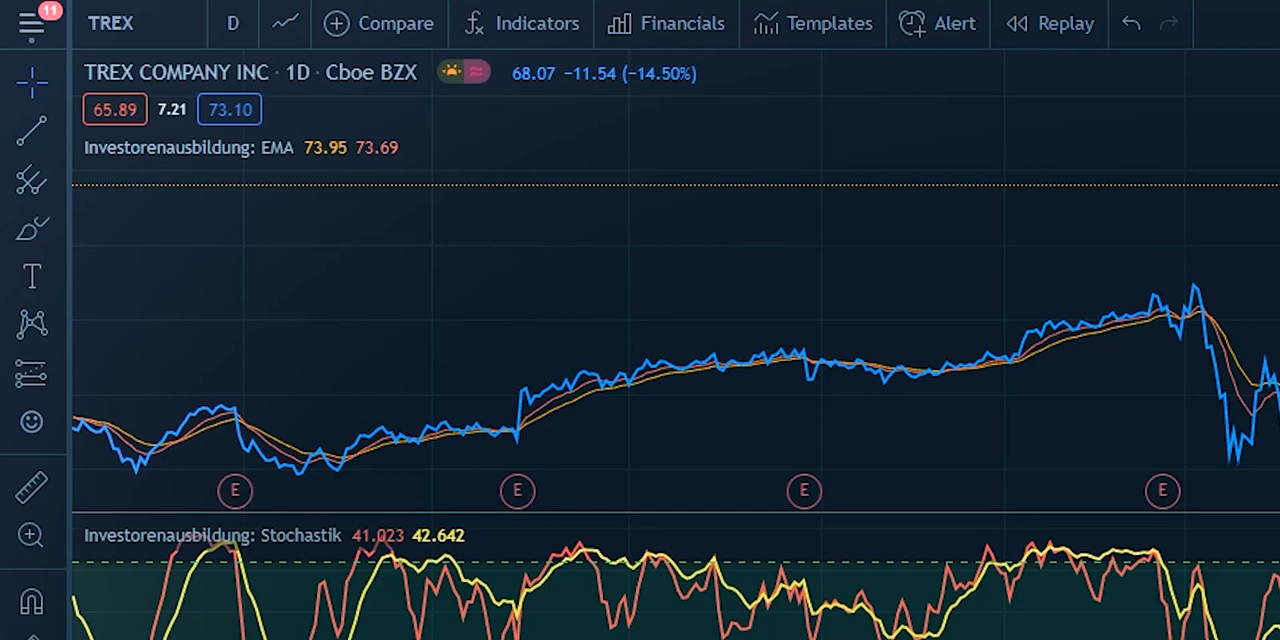 11
TREX D Compare Indicators Financials Templates Alert Replay
TREX COMPANY INC · 1D · Cboe BZX 68.07 −11.54 (−14.50%)
65.89 7.21 73.10
Investorenausbildung: EMA 73.95 73.69
T
E E E E
Investorenausbildung: Stochastik 41.023 42.642